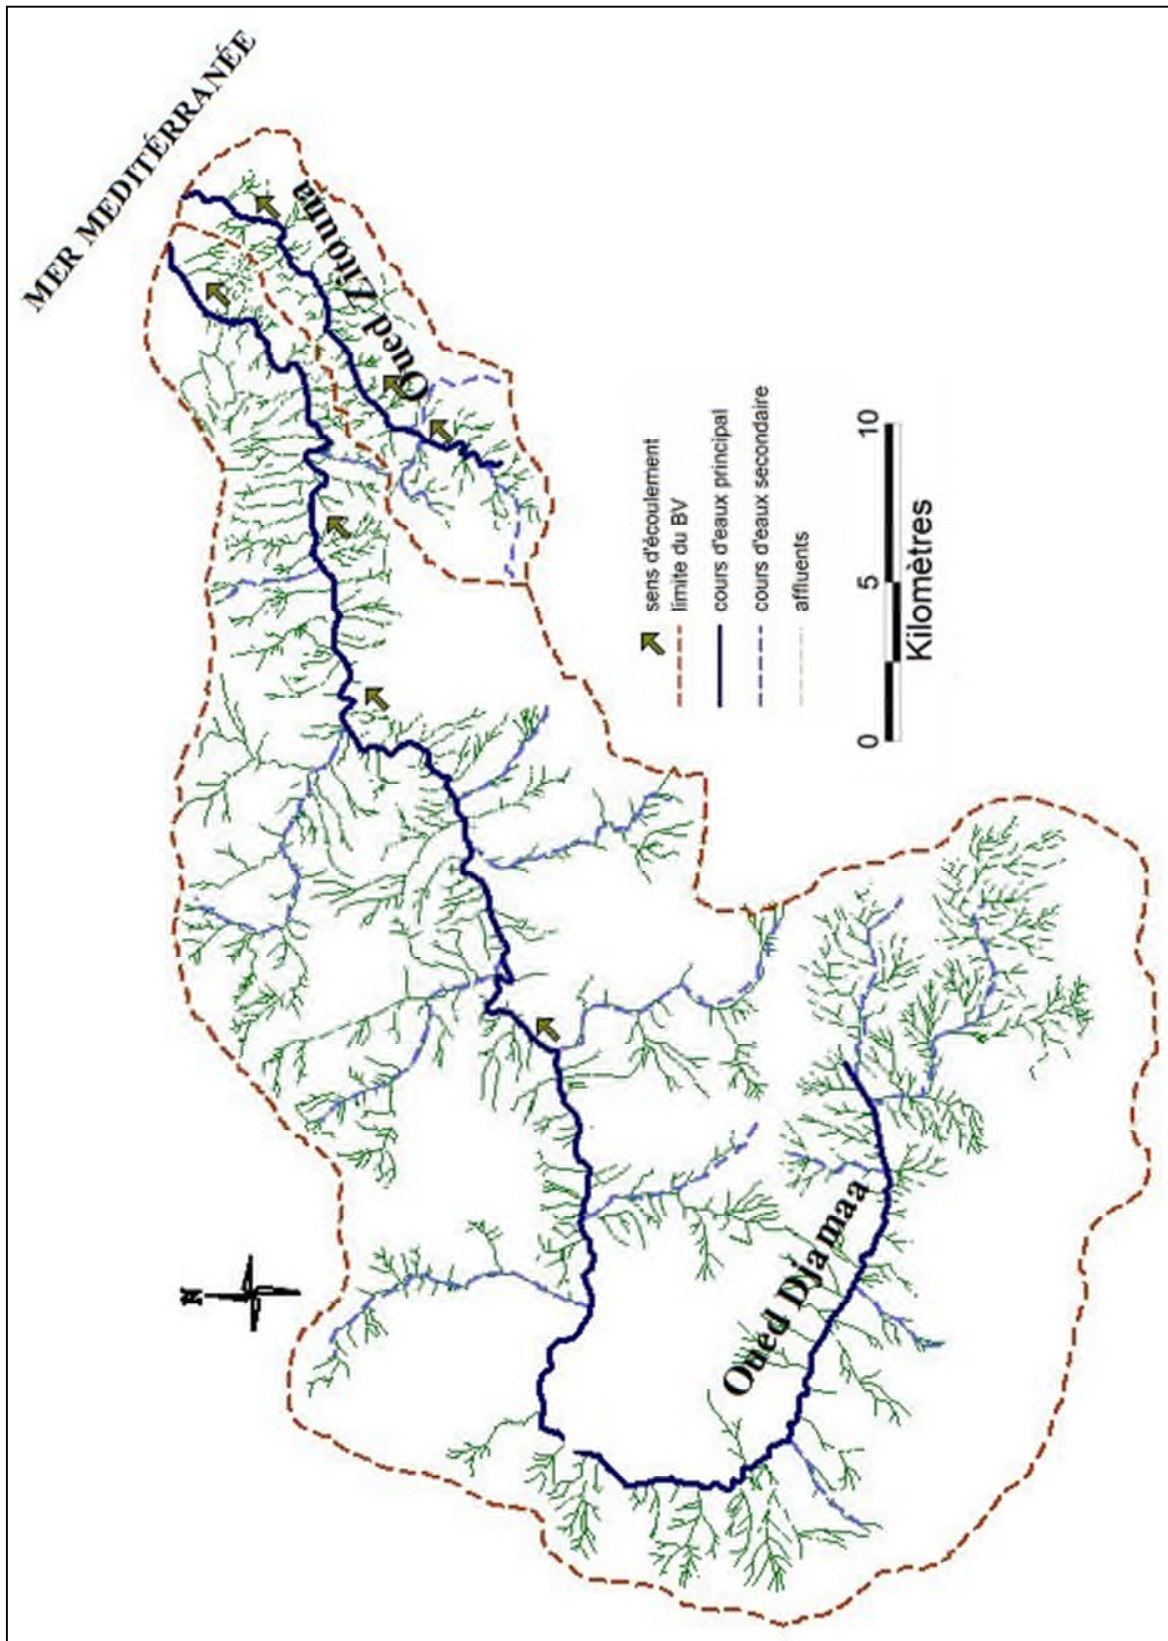 MER MEDITÉRRANÉE
Oued Zitouna
N
sens d'écoulement
limite du BV
cours d'eaux principal
cours d'eaux secondaire
affluents
0 5 10
Kilomètres
Oued Djamaa